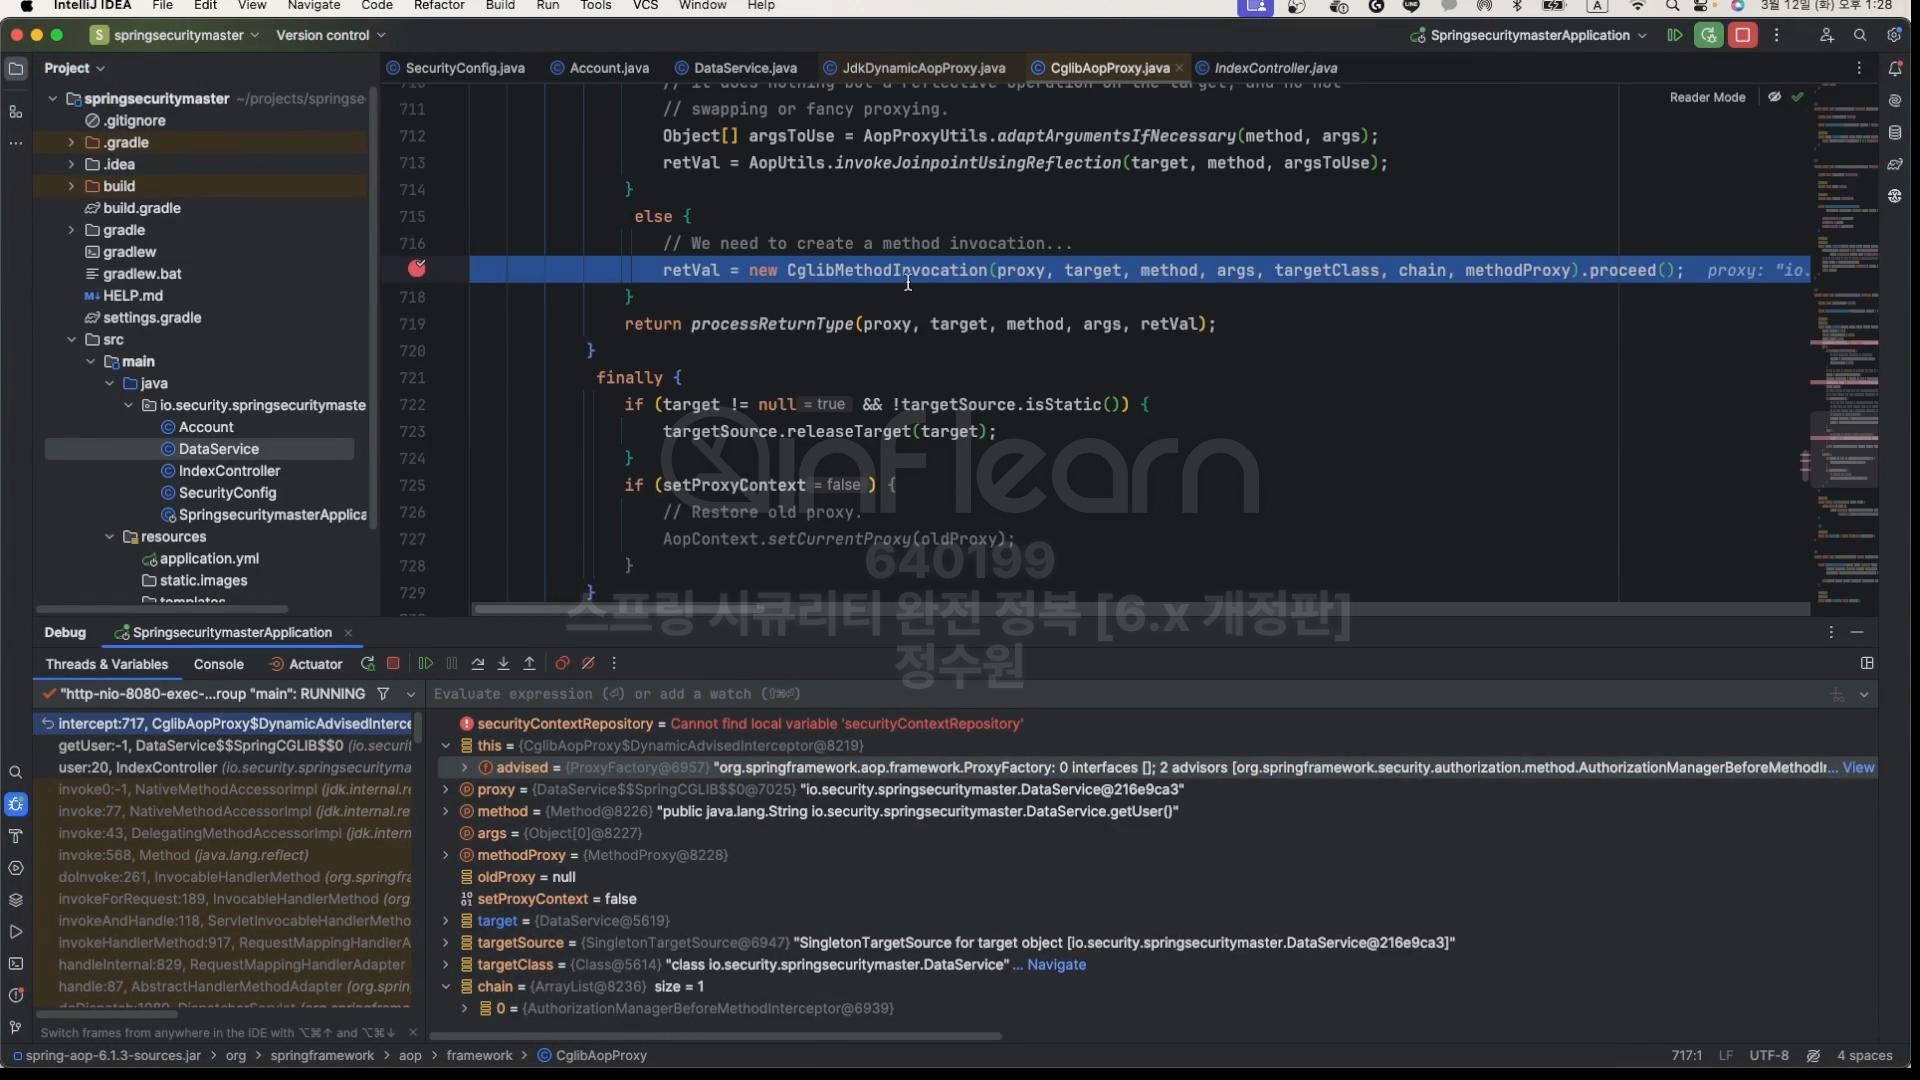 IntelliJ IDEA File Edit View Navigate Code Refactor Build Run Tools VCS Window Help A 3월 12일 (화) 오후 1:28
S springsecuritymaster Version control SpringsecuritymasterApplication
Project
SecurityConfig.java Account.java DataService.java JdkDynamicAopProxy.java CglibAopProxy.java IndexController.java
Reader Mode
springsecuritymaster ~/projects/springse
.gitignore
.gradle
.idea
build
build.gradle
gradle
gradlew
gradlew.bat
HELP.md
settings.gradle
src
main
java
io.security.springsecuritymaste
Account
DataService
IndexController
SecurityConfig
SpringsecuritymasterApplica
resources
application.yml
static.images
templates
710 // it does nothing but a reflective operation on the target, and no hot
711 // swapping or fancy proxying.
712 Object[] argsToUse = AopProxyUtils.adaptArgumentsIfNecessary(method, args);
713 retVal = AopUtils.invokeJoinpointUsingReflection(target, method, argsToUse);
714 }
715 else {
716 // We need to create a method invocation...
retVal = new CglibMethodInvocation(proxy, target, method, args, targetClass, chain, methodProxy).proceed(); proxy: "io.
718 }
719 return processReturnType(proxy, target, method, args, retVal);
720 }
721 finally {
722 if (target != null = true && !targetSource.isStatic()) {
723 targetSource.releaseTarget(target);
724 }
725 if (setProxyContext = false ) {
726 // Restore old proxy.
727 AopContext.setCurrentProxy(oldProxy);
728 }
729 }
inflearn
640199
스프링 시큐리티 완전 정복 [6.x 개정판]
정수원
Debug SpringsecuritymasterApplication
Threads & Variables Console Actuator
"http-nio-8080-exec-...roup "main": RUNNING
Evaluate expression (⏎) or add a watch (⇧⌘⏎)
intercept:717, CglibAopProxy$DynamicAdvisedInterce
getUser:-1, DataService$$SpringCGLIB$$0 (io.securit
user:20, IndexController (io.security.springsecurityma
invoke0:-1, NativeMethodAccessorImpl (jdk.internal.re
invoke:77, NativeMethodAccessorImpl (jdk.internal.ref
invoke:43, DelegatingMethodAccessorImpl (jdk.intern
invoke:568, Method (java.lang.reflect)
doInvoke:261, InvocableHandlerMethod (org.springfra
invokeForRequest:189, InvocableHandlerMethod (org
invokeAndHandle:118, ServletInvocableHandlerMetho
invokeHandlerMethod:917, RequestMappingHandlerA
handleInternal:829, RequestMappingHandlerAdapter
handle:87, AbstractHandlerMethodAdapter (org.sprin
doDispatch:1089, DispatcherServlet (org.springframe
Switch frames from anywhere in the IDE with ⌥⌘↑ and ⌥⌘↓
securityContextRepository = Cannot find local variable 'securityContextRepository'
this = {CglibAopProxy$DynamicAdvisedInterceptor@8219}
advised = {ProxyFactory@6957} "org.springframework.aop.framework.ProxyFactory: 0 interfaces []; 2 advisors [org.springframework.security.authorization.method.AuthorizationManagerBeforeMethodIr... View
proxy = {DataService$$SpringCGLIB$$0@7025} "io.security.springsecuritymaster.DataService@216e9ca3"
method = {Method@8226} "public java.lang.String io.security.springsecuritymaster.DataService.getUser()"
args = {Object[0]@8227}
methodProxy = {MethodProxy@8228}
oldProxy = null
setProxyContext = false
target = {DataService@5619}
targetSource = {SingletonTargetSource@6947} "SingletonTargetSource for target object [io.security.springsecuritymaster.DataService@216e9ca3]"
targetClass = {Class@5614} "class io.security.springsecuritymaster.DataService" ... Navigate
chain = {ArrayList@8236} size = 1
0 = {AuthorizationManagerBeforeMethodInterceptor@6939}
spring-aop-6.1.3-sources.jar > org > springframework > aop > framework > CglibAopProxy 717:1 LF UTF-8 4 spaces